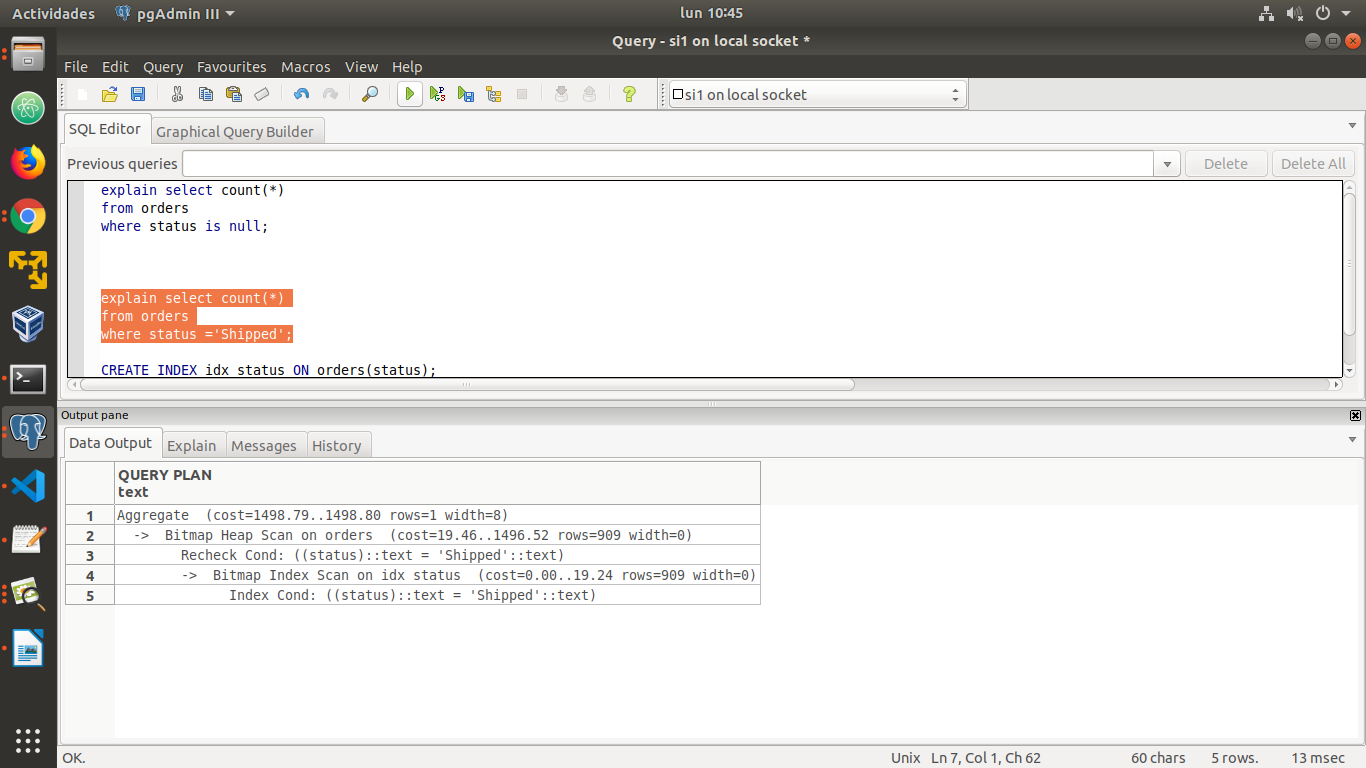 Actividades pgAdmin III lun 10:45
Query - si1 on local socket *
File Edit Query Favourites Macros View Help
si1 on local socket
SQL Editor Graphical Query Builder
Previous queries Delete Delete All
explain select count(*)
from orders
where status is null;
explain select count(*)
from orders
where status ='Shipped';
CREATE INDEX idx_status ON orders(status);
Output pane
Data Output Explain Messages History
QUERY PLAN
text
1 Aggregate (cost=1498.79..1498.80 rows=1 width=8)
2 -> Bitmap Heap Scan on orders (cost=19.46..1496.52 rows=909 width=0)
3 Recheck Cond: ((status)::text = 'Shipped'::text)
4 -> Bitmap Index Scan on idx_status (cost=0.00..19.24 rows=909 width=0)
5 Index Cond: ((status)::text = 'Shipped'::text)
OK. Unix Ln 7, Col 1, Ch 62 60 chars 5 rows. 13 msec